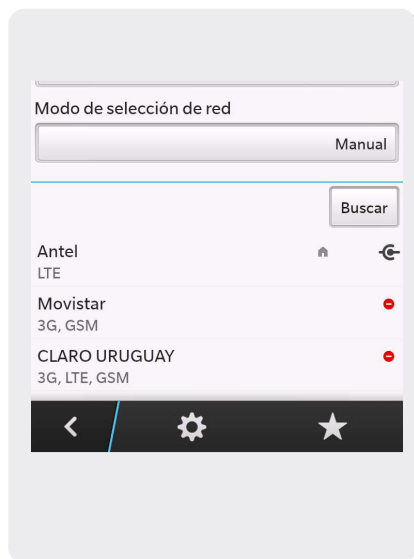 Modo de selección de red
Manual
Buscar
Antel
LTE
Movistar
3G, GSM
CLARO URUGUAY
3G, LTE, GSM